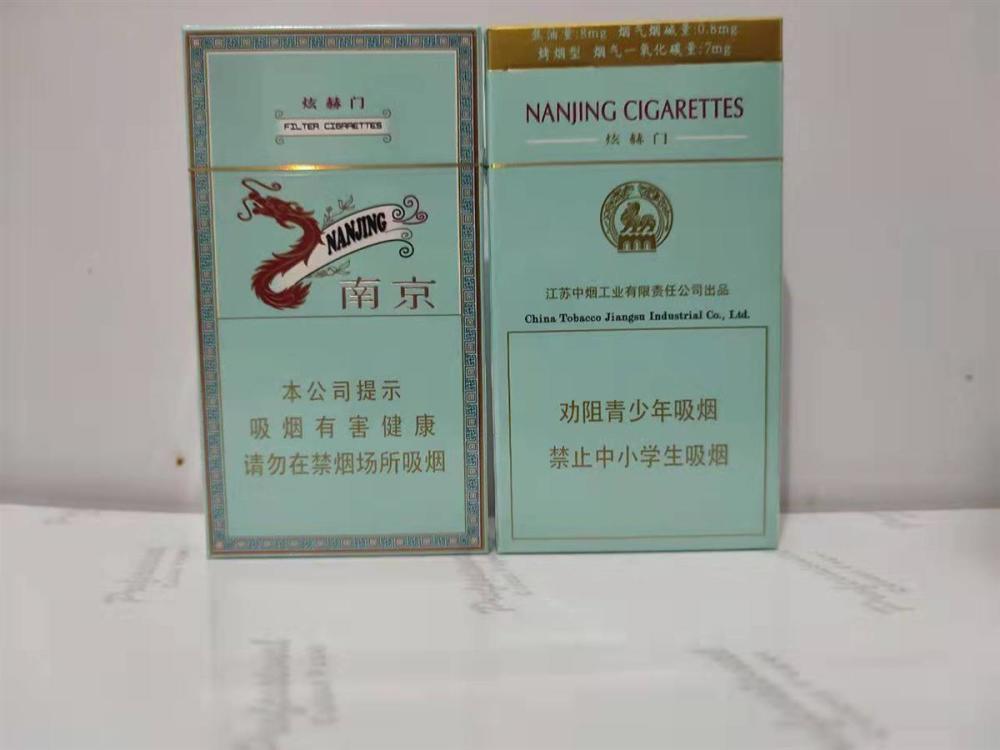 炫赫门
FILTER CIGARETTES
NANJING
南京
本公司提示
吸烟有害健康
请勿在禁烟场所吸烟
焦油量:8mg 烟气烟碱量:0.8mg
烤烟型 烟气一氧化碳量:7mg
NANJING CIGARETTES
炫赫门
江苏中烟工业有限责任公司出品
China Tobacco Jiangsu Industrial Co., Ltd.
劝阻青少年吸烟
禁止中小学生吸烟